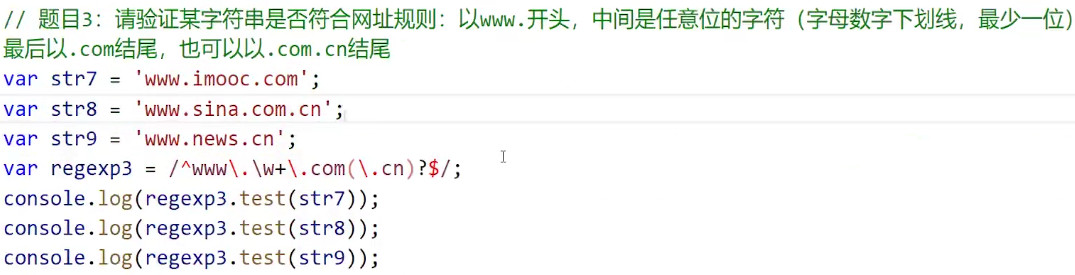 // 题目3：请验证某字符串是否符合网址规则：以www.开头，中间是任意位的字符（字母数字下划线，最少一位）
最后以.com结尾，也可以以.com.cn结尾
var str7 = 'www.imooc.com';
var str8 = 'www.sina.com.cn';
var str9 = 'www.news.cn';
var regexp3 = /^www\.\w+\.com(\.cn)?$/;
console.log(regexp3.test(str7));
console.log(regexp3.test(str8));
console.log(regexp3.test(str9));